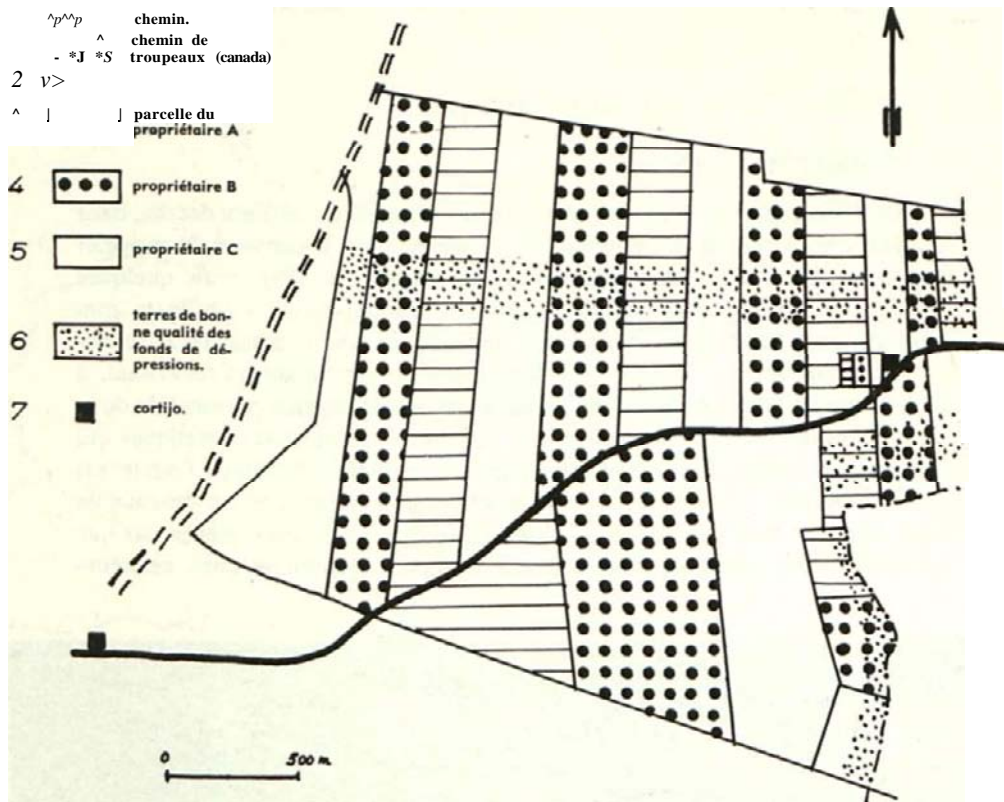 ^p^^p chemin.
^ chemin de
- *J *S troupeaux (canada)
2 v>
^ ⌋ ⌋ parcelle du
propriétaire A
4 propriétaire B
5 propriétaire C
6 terres de bon-
ne qualité des
fonds de dé-
pressions.
7 cortijo.
0 500 m.